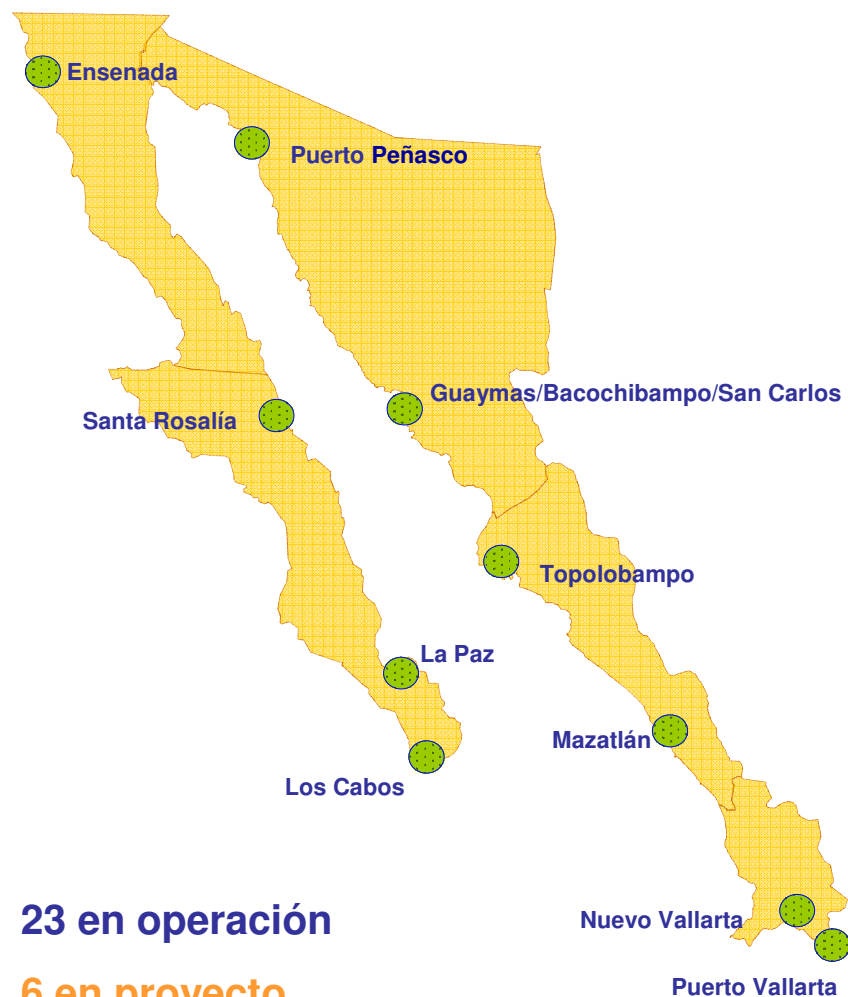 Ensenada
Puerto Peñasco
Guaymas/Bacochibampo/San Carlos
Santa Rosalía
Topolobampo
La Paz
Mazatlán
Los Cabos
23 en operación
Nuevo Vallarta
6 en proyecto
Puerto Vallarta